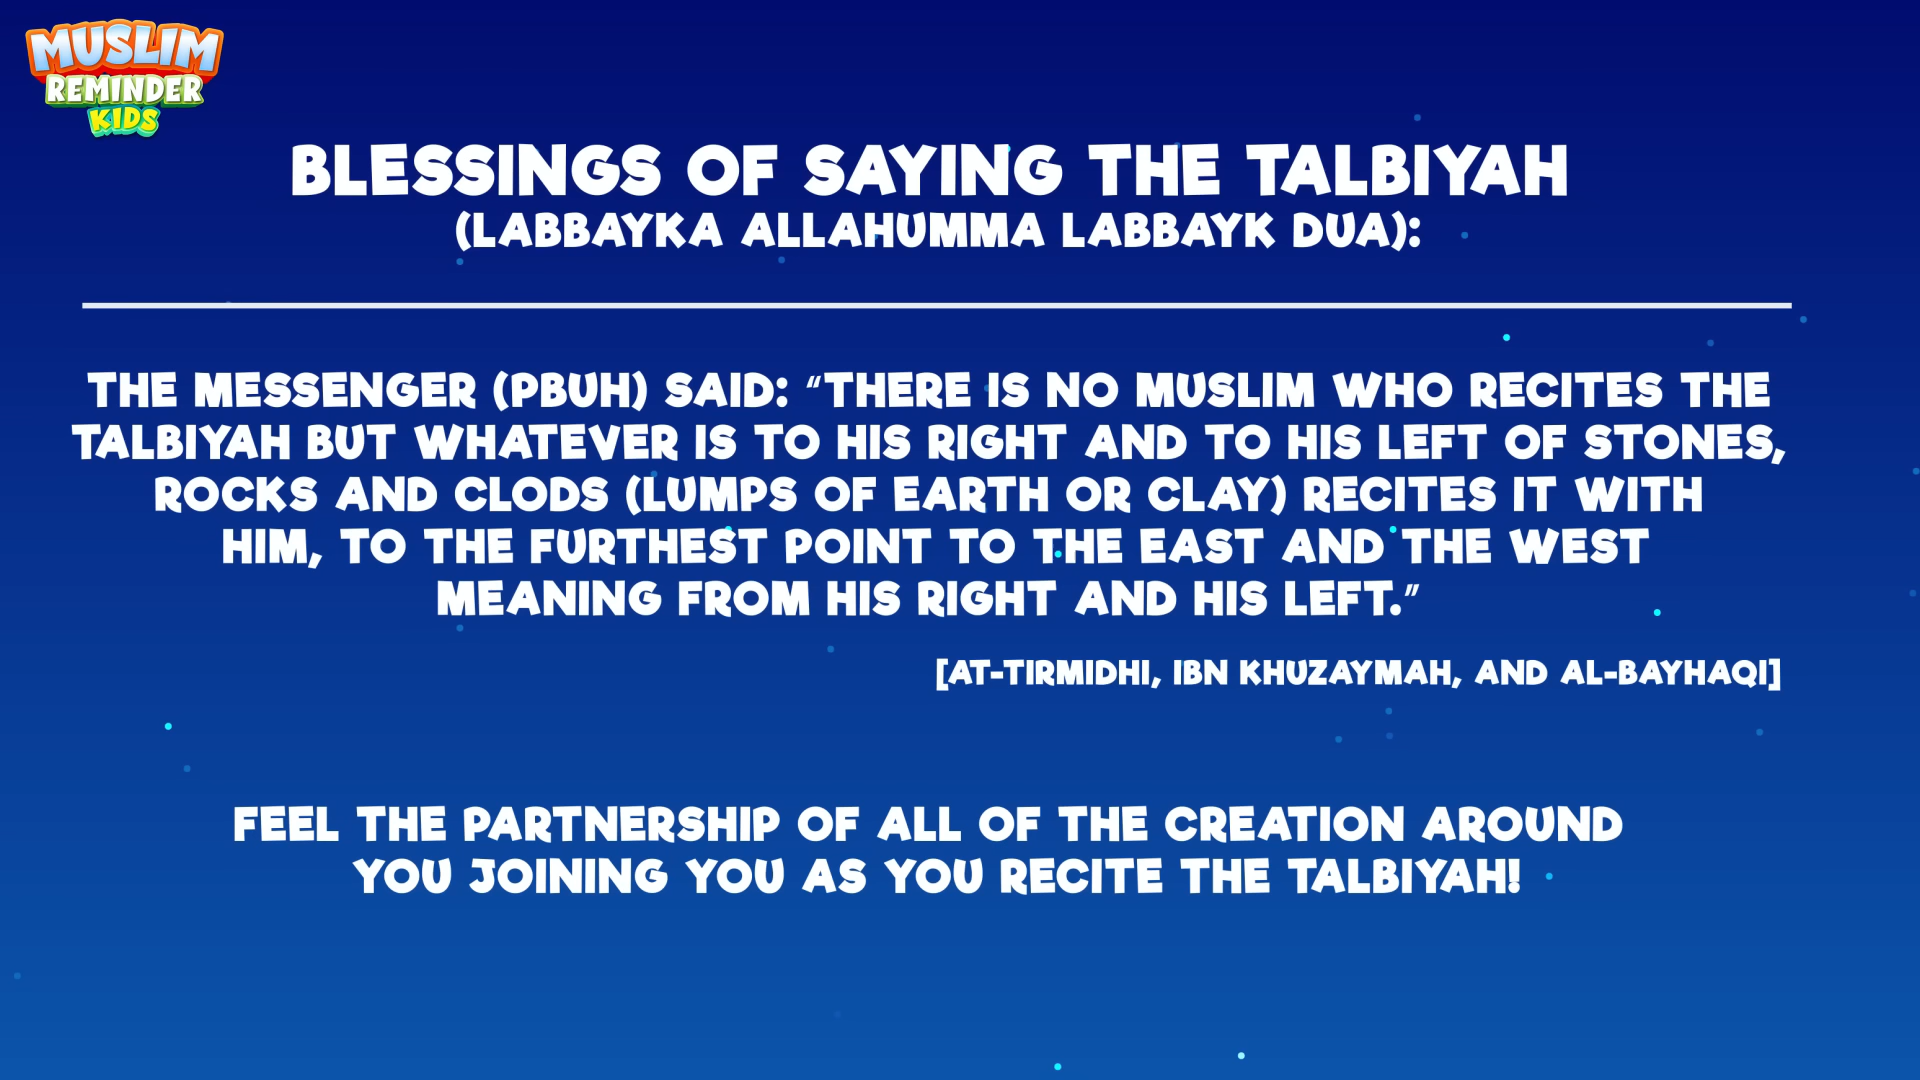 MUSLIM
REMINDER
KIDS
BLESSINGS OF SAYING THE TALBIYAH
(LABBAYKA ALLAHUMMA LABBAYK DUA):
THE MESSENGER (PBUH) SAID: “THERE IS NO MUSLIM WHO RECITES THE
TALBIYAH BUT WHATEVER IS TO HIS RIGHT AND TO HIS LEFT OF STONES,
ROCKS AND CLODS (LUMPS OF EARTH OR CLAY) RECITES IT WITH
HIM, TO THE FURTHEST POINT TO THE EAST AND THE WEST
MEANING FROM HIS RIGHT AND HIS LEFT.”
[AT-TIRMIDHI, IBN KHUZAYMAH, AND AL-BAYHAQI]
FEEL THE PARTNERSHIP OF ALL OF THE CREATION AROUND
YOU JOINING YOU AS YOU RECITE THE TALBIYAH!